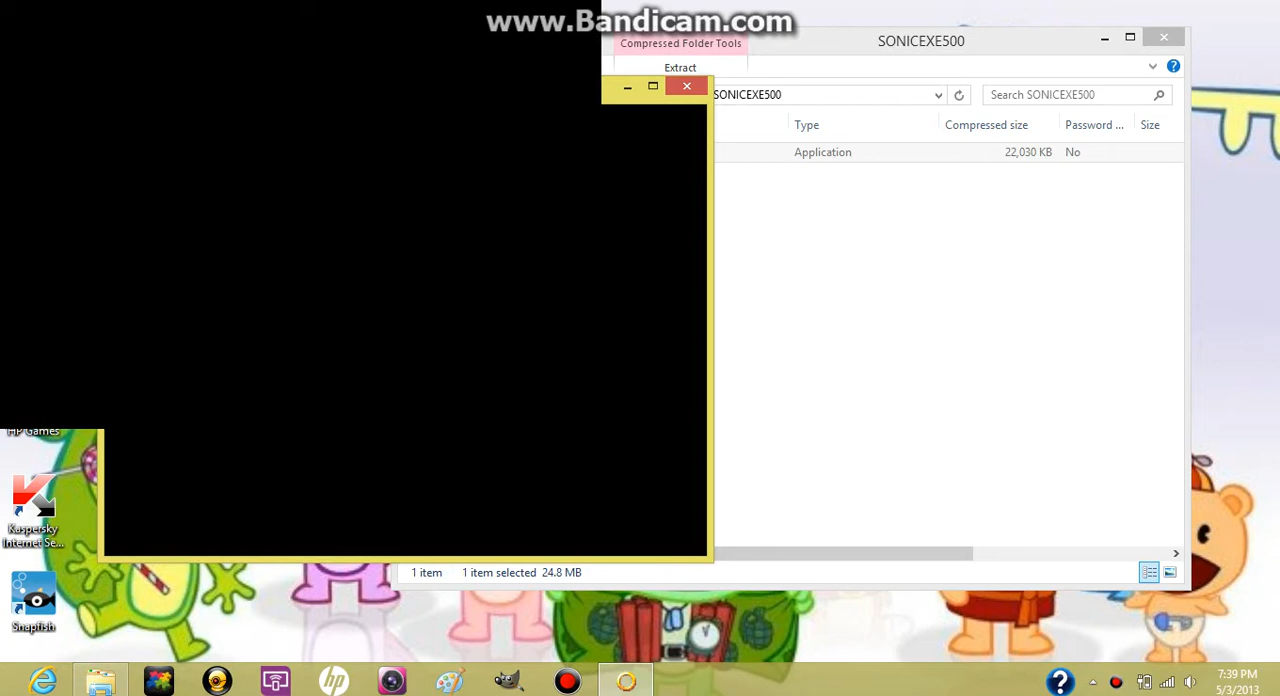 www.Bandicam.com
Compressed Folder Tools
SONICEXE500
Extract
SONICEXE500
Search SONICEXE500
Type
Compressed size
Password ...
Size
Application
22,030 KB
No
HP Games
Kaspersky
Internet Se...
Snapfish
1 item
1 item selected 24.8 MB
7:39 PM
5/3/2013